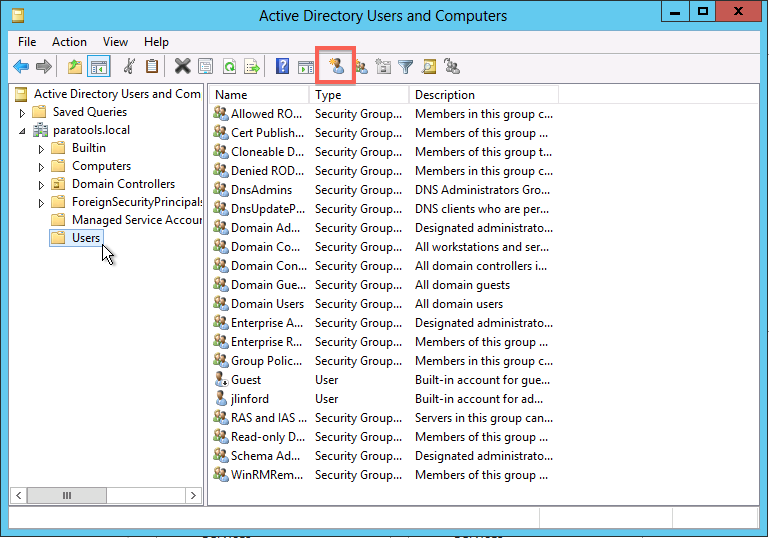 Active Directory Users and Computers
File Action View Help
Active Directory Users and Com
Saved Queries
paratools.local
Builtin
Computers
Domain Controllers
ForeignSecurityPrincipals
Managed Service Accour
Users
Name Type Description
Allowed RO... Security Group... Members in this group c...
Cert Publish... Security Group... Members of this group ...
Cloneable D... Security Group... Members of this group t...
Denied ROD... Security Group... Members in this group c...
DnsAdmins Security Group... DNS Administrators Gro...
DnsUpdateP... Security Group... DNS clients who are per...
Domain Ad... Security Group... Designated administrato...
Domain Co... Security Group... All workstations and ser...
Domain Con... Security Group... All domain controllers i...
Domain Gue... Security Group... All domain guests
Domain Users Security Group... All domain users
Enterprise A... Security Group... Designated administrato...
Enterprise R... Security Group... Members of this group ...
Group Polic... Security Group... Members in this group c...
Guest User Built-in account for gue...
jlinford User Built-in account for ad...
RAS and IAS ... Security Group... Servers in this group can...
Read-only D... Security Group... Members of this group ...
Schema Ad... Security Group... Designated administrato...
WinRMRem... Security Group... Members of this group ...